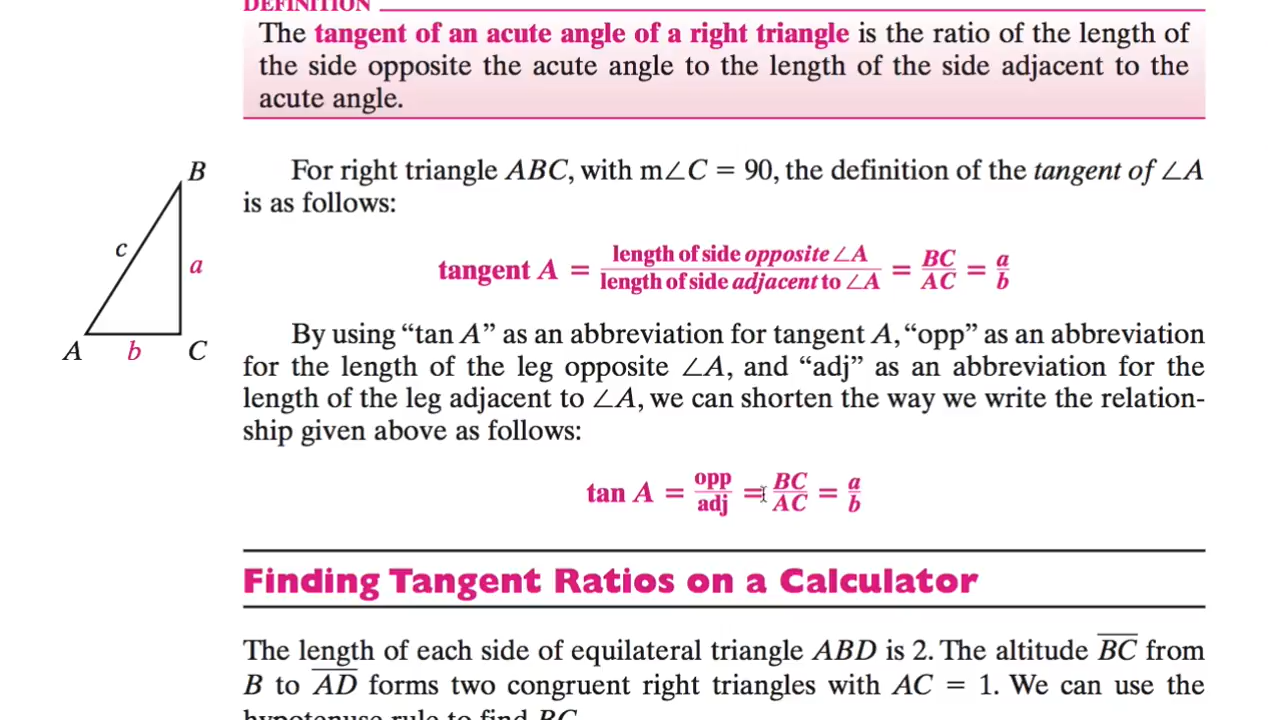 DEFINITION
The tangent of an acute angle of a right triangle is the ratio of the length of
the side opposite the acute angle to the length of the side adjacent to the
acute angle.
B
c
a
A b C
For right triangle ABC, with m∠C = 90, the definition of the tangent of ∠A
is as follows:
tangent A = length of side opposite ∠A / length of side adjacent to ∠A = BC/AC = a/b
By using “tan A” as an abbreviation for tangent A, “opp” as an abbreviation
for the length of the leg opposite ∠A, and “adj” as an abbreviation for the
length of the leg adjacent to ∠A, we can shorten the way we write the relation-
ship given above as follows:
tan A = opp/adj = BC/AC = a/b
Finding Tangent Ratios on a Calculator
The length of each side of equilateral triangle ABD is 2. The altitude B̅C̅ from
B to A̅D̅ forms two congruent right triangles with AC = 1. We can use the
hypotenuse rule to find BC.